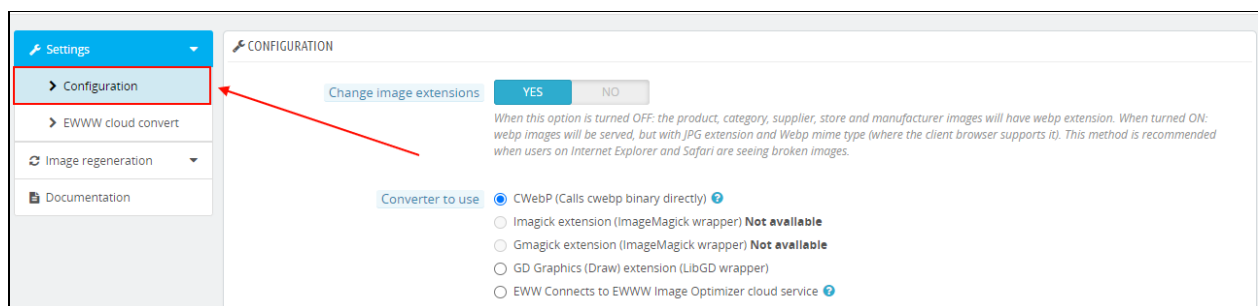 Settings
Configuration
EWWW cloud convert
Image regeneration
Documentation
CONFIGURATION
Change image extensions
YES
NO
When this option is turned OFF: the product, category, supplier, store and manufacturer images will have webp extension. When turned ON:
webp images will be served, but with JPG extension and Webp mime type (where the client browser supports it). This method is recommended
when users on Internet Explorer and Safari are seeing broken images.
Converter to use
CWebP (Calls cwebp binary directly)
Imagick extension (ImageMagick wrapper) Not available
Gmagick extension (ImageMagick wrapper) Not available
GD Graphics (Draw) extension (LibGD wrapper)
EWW Connects to EWWW Image Optimizer cloud service